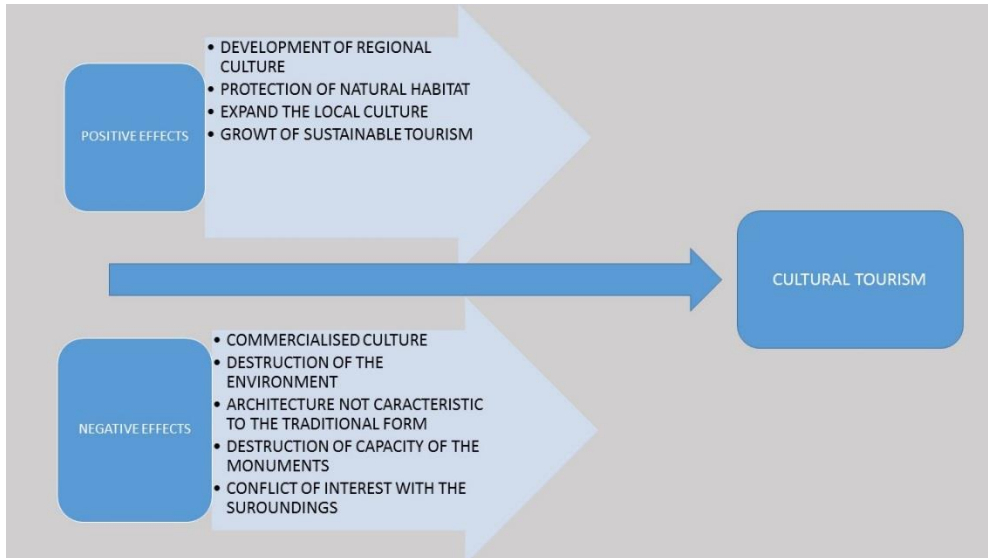 POSITIVE EFFECTS
• DEVELOPMENT OF REGIONAL
CULTURE
• PROTECTION OF NATURAL HABITAT
• EXPAND THE LOCAL CULTURE
• GROWT OF SUSTAINABLE TOURISM
CULTURAL TOURISM
NEGATIVE EFFECTS
• COMMERCIALISED CULTURE
• DESTRUCTION OF THE
ENVIRONMENT
• ARCHITECTURE NOT CARACTERISTIC
TO THE TRADITIONAL FORM
• DESTRUCTION OF CAPACITY OF THE
MONUMENTS
• CONFLICT OF INTEREST WITH THE
SUROUNDINGS